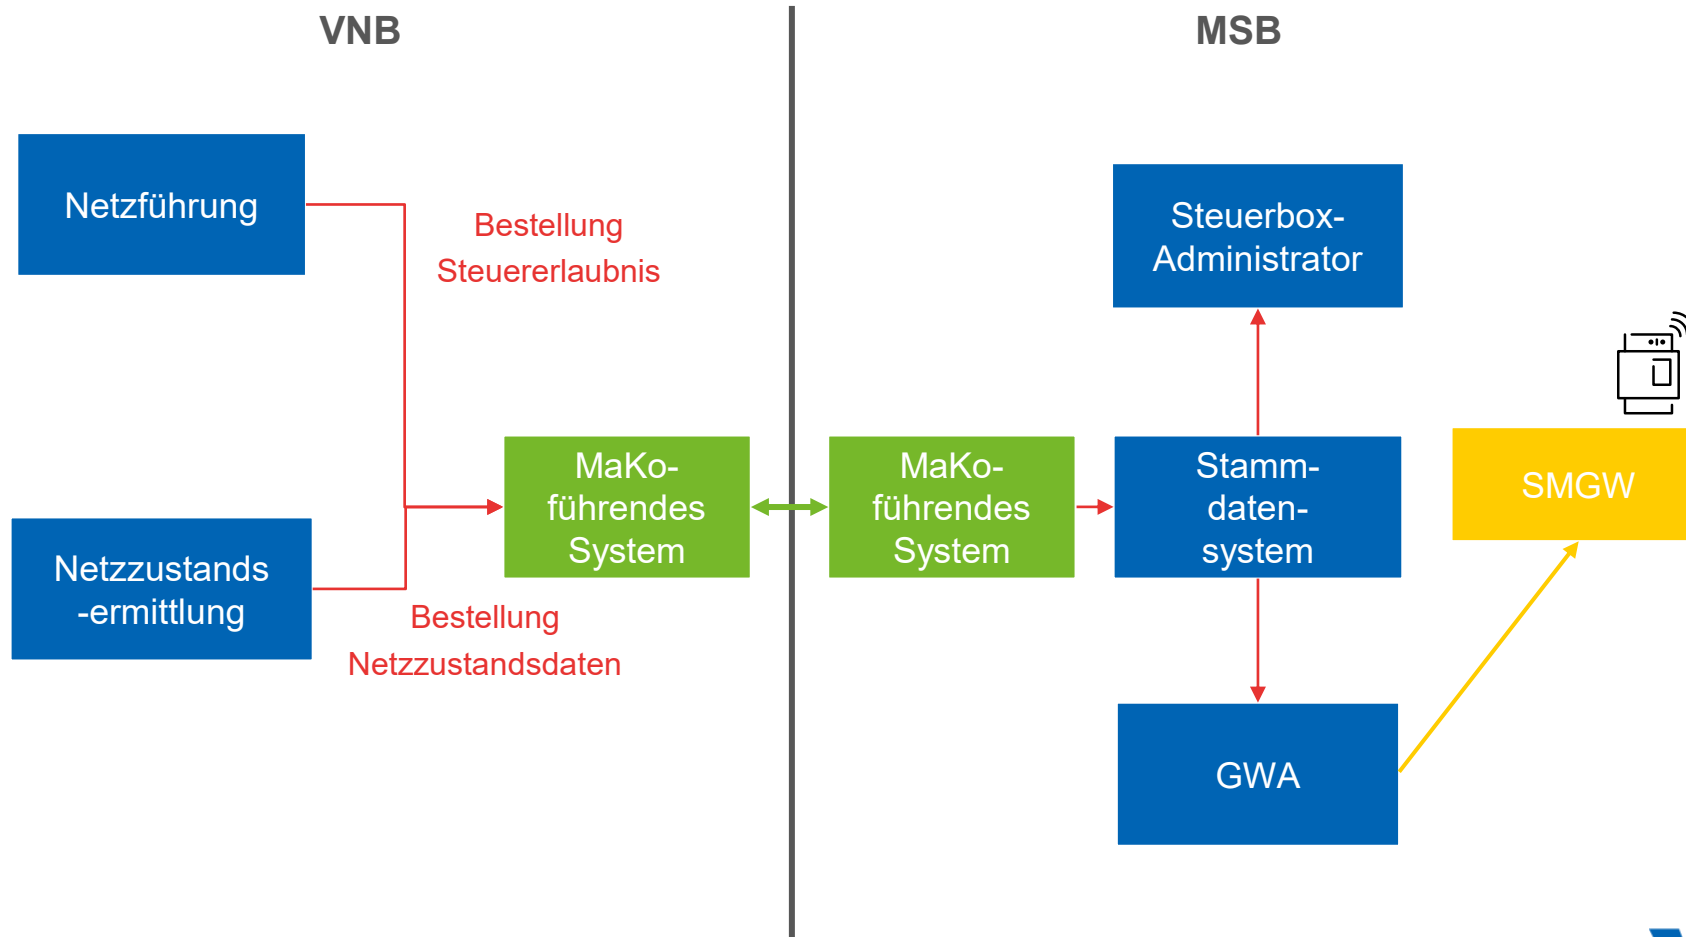 VNB
MSB
Netzführung
Bestellung
Steuererlaubnis
Steuerbox-
Administrator
MaKo-
führendes
System
MaKo-
führendes
System
Stamm-
daten-
system
SMGW
Netzzustands
-ermittlung
Bestellung
Netzzustandsdaten
GWA